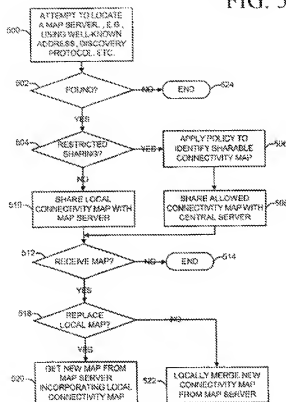 FIG. 5
500
ATTEMPT TO LOCATE
A MAP SERVER, , E.G.,
USING WELL-KNOWN
ADDRESS, DISCOVERY
PROTOCOL, ETC.
502
FOUND?
NO
END
524
YES
504
RESTRICTED
SHARING?
YES
APPLY POLICY TO
IDENTIFY SHARABLE
CONNECTIVITY MAP
NO
510
SHARE LOCAL
CONNECTIVITY MAP WITH
MAP SERVER
SHARE ALLOWED
CONNECTIVITY MAP WITH
CENTRAL SERVER
512
RECEIVE MAP?
NO
END
514
YES
518
REPLACE
LOCAL MAP?
NO
YES
520
GET NEW MAP FROM
MAP SERVER
INCORPORATING LOCAL
CONNECTIVITY MAP
522
LOCALLY MERGE NEW
CONNECTIVITY MAP
FROM MAP SERVER